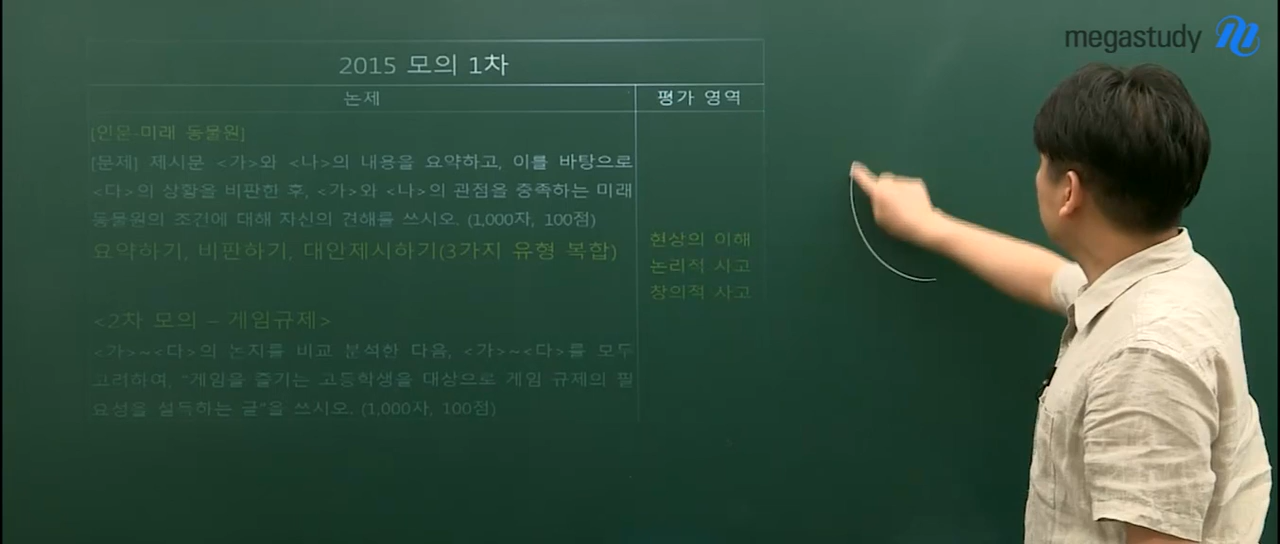 megastudy
2015 모의 1차
논제
평가 영역
[인문-미래 동물원]
[문제] 제시문 <가>와 <나>의 내용을 요약하고, 이를 바탕으로
<다>의 상황을 비판한 후, <가>와 <나>의 관점을 충족하는 미래
동물원의 조건에 대해 자신의 견해를 쓰시오. (1,000자, 100점)
요약하기, 비판하기, 대안제시하기(3가지 유형 복합)
현상의 이해
논리적 사고
창의적 사고
<2차 모의 – 게임규제>
<가>~<다>의 논지를 비교 분석한 다음, <가>~<다>를 모두
고려하여, "게임을 즐기는 고등학생을 대상으로 게임 규제의 필
요성을 설득하는 글"을 쓰시오. (1,000자, 100점)